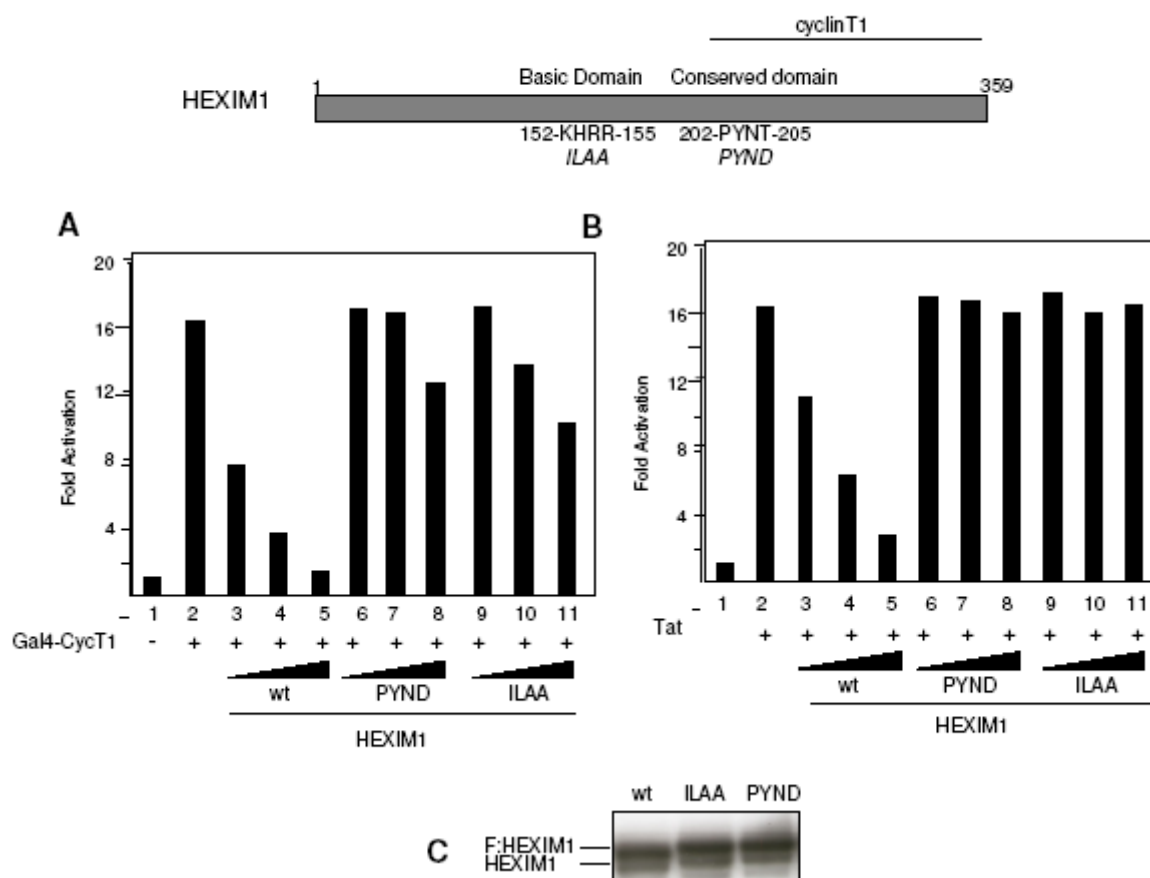 cyclinT1
Basic Domain Conserved domain
HEXIM1 1 359
152-KHRR-155 202-PYNT-205
ILAA PYND
A
20
16
12
8
4
–
Fold Activation
1 2 3 4 5 6 7 8 9 10 11
Gal4-CycT1 - + + + + + + + + + +
wt PYND ILAA
HEXIM1
B
20
16
12
8
4
–
Fold Activation
1 2 3 4 5 6 7 8 9 10 11
Tat + + + + + + + + + +
wt PYND ILAA
HEXIM1
wt ILAA PYND
C F:HEXIM1
HEXIM1